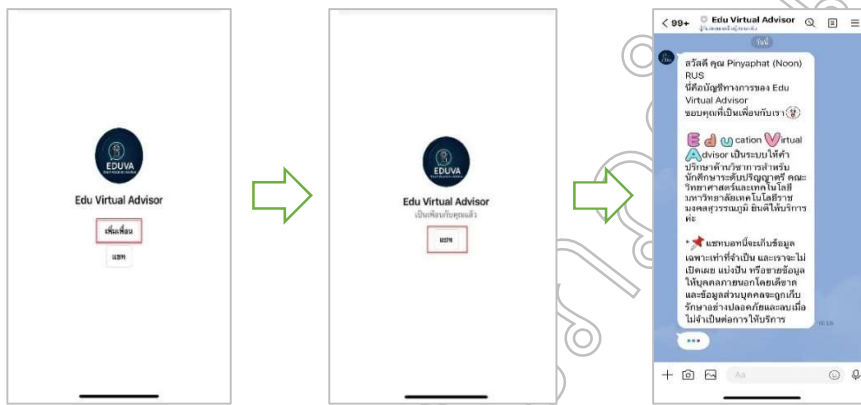 EDUVA
Edu Virtual Advisor
เพิ่มเพื่อน
แชท
EDUVA
Edu Virtual Advisor
เป็นเพื่อนกับคุณแล้ว
แชท
99+
Edu Virtual Advisor
วันนี้
สวัสดี คุณ Pinyaphat (Noon)
RUS
นี่คือบัญชีทางการของ Edu
Virtual Advisor
ขอบคุณที่เป็นเพื่อนกับเรา
Education Virtual
Advisor เป็นระบบให้คำ
ปรึกษาด้านวิชาการสำหรับ
นักศึกษาระดับปริญญาตรี คณะ
วิทยาศาสตร์และเทคโนโลยี
มหาวิทยาลัยเทคโนโลยีราช
มงคลสุวรรณภูมิ ยินดีให้บริการ
ค่ะ
แชทบอทนี้จะเก็บข้อมูล
เฉพาะเท่าที่จำเป็น และเราจะไม่
เปิดเผย แบ่งปัน หรือขายข้อมูล
ให้บุคคลภายนอกโดยเด็ดขาด
และข้อมูลส่วนบุคคลจะถูกเก็บ
รักษาอย่างปลอดภัยและลบเมื่อ
ไม่จำเป็นต่อการให้บริการ
Aa